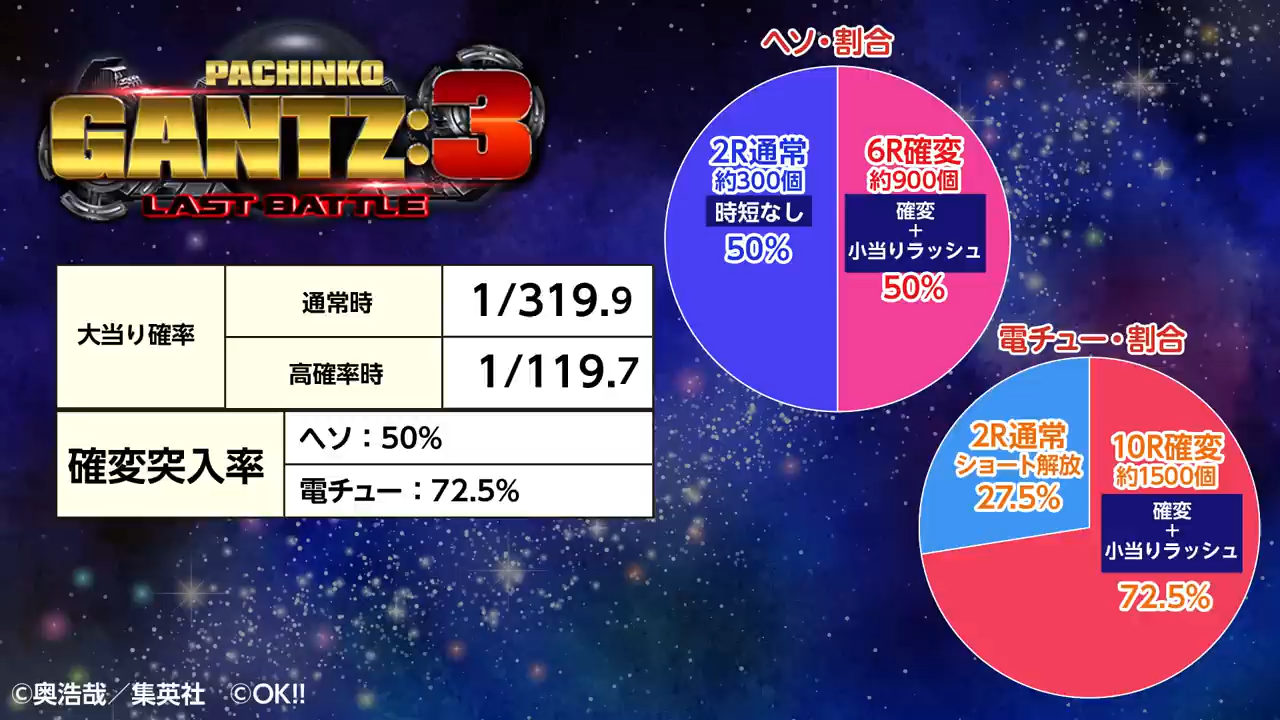 PACHINKO
GANTZ:3
LAST BATTLE
大当り確率
通常時
1/319.9
高確率時
1/119.7
確変突入率
ヘソ：50%
電チュー：72.5%
ヘソ・割合
2R通常
約300個
時短なし
50%
6R確変
約900個
確変
+
小当りラッシュ
50%
電チュー・割合
2R通常
ショート解放
27.5%
10R確変
約1500個
確変
+
小当りラッシュ
72.5%
©奥浩哉／集英社 ©OK!!